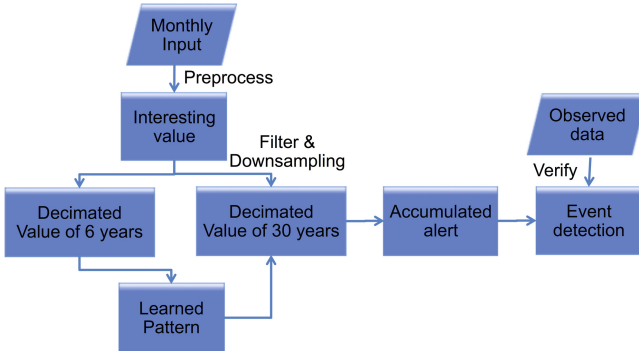 Monthly
Input
Preprocess
Interesting
value
Filter &
Downsampling
Observed
data
Verify
Decimated
Value of 6 years
Decimated
Value of 30 years
Accumulated
alert
Event
detection
Learned
Pattern